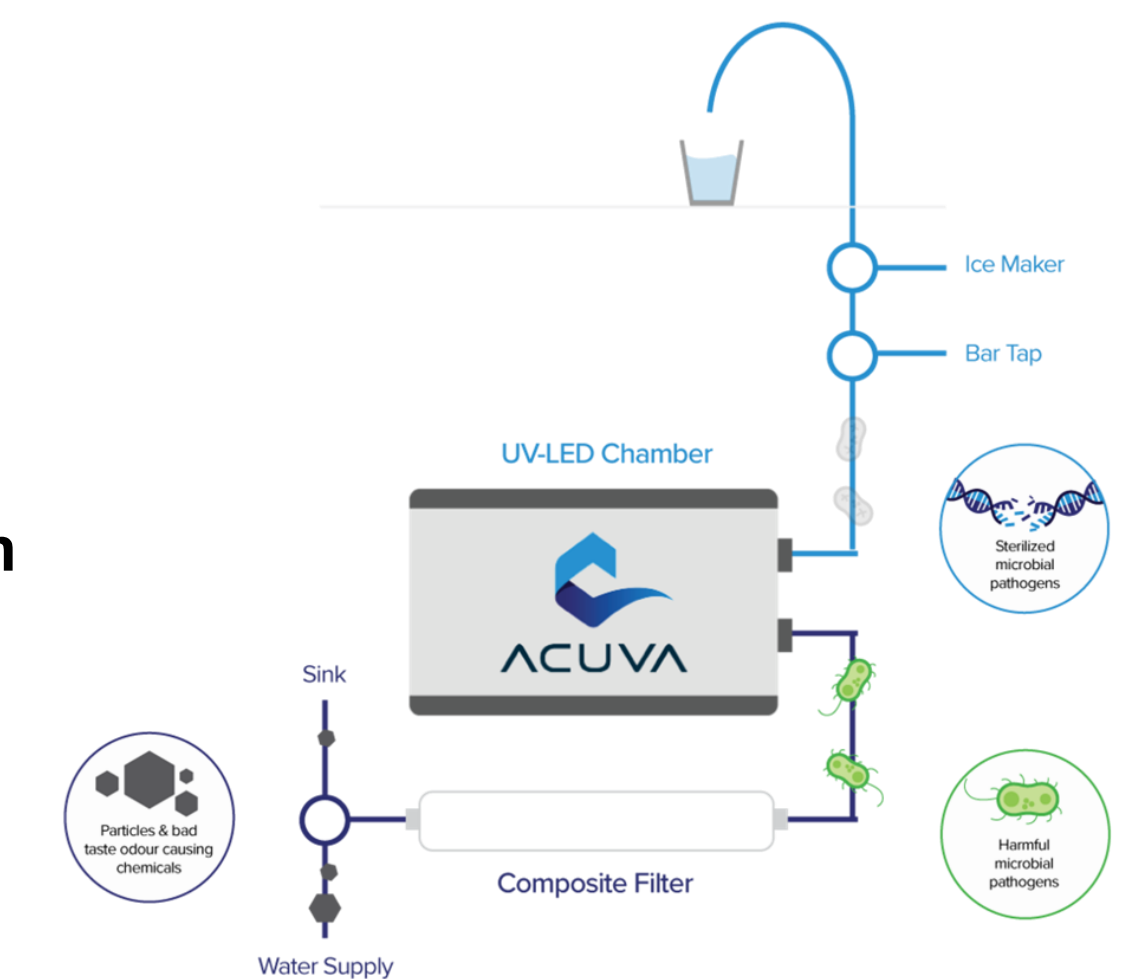 Ice Maker
Bar Tap
UV-LED Chamber
n
ACUVA
Sterilized
microbial
pathogens
Sink
Particles & bad
taste odour causing
chemicals
Harmful
microbial
pathogens
Composite Filter
Water Supply